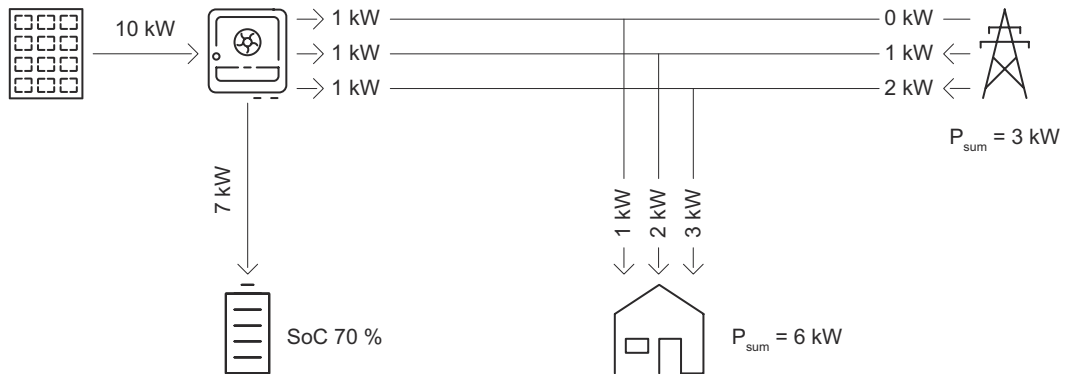 10 kW
1 kW
1 kW
1 kW
0 kW
1 kW
2 kW
P_sum = 3 kW
7 kW
1 kW
2 kW
3 kW
SoC 70 %
P_sum = 6 kW